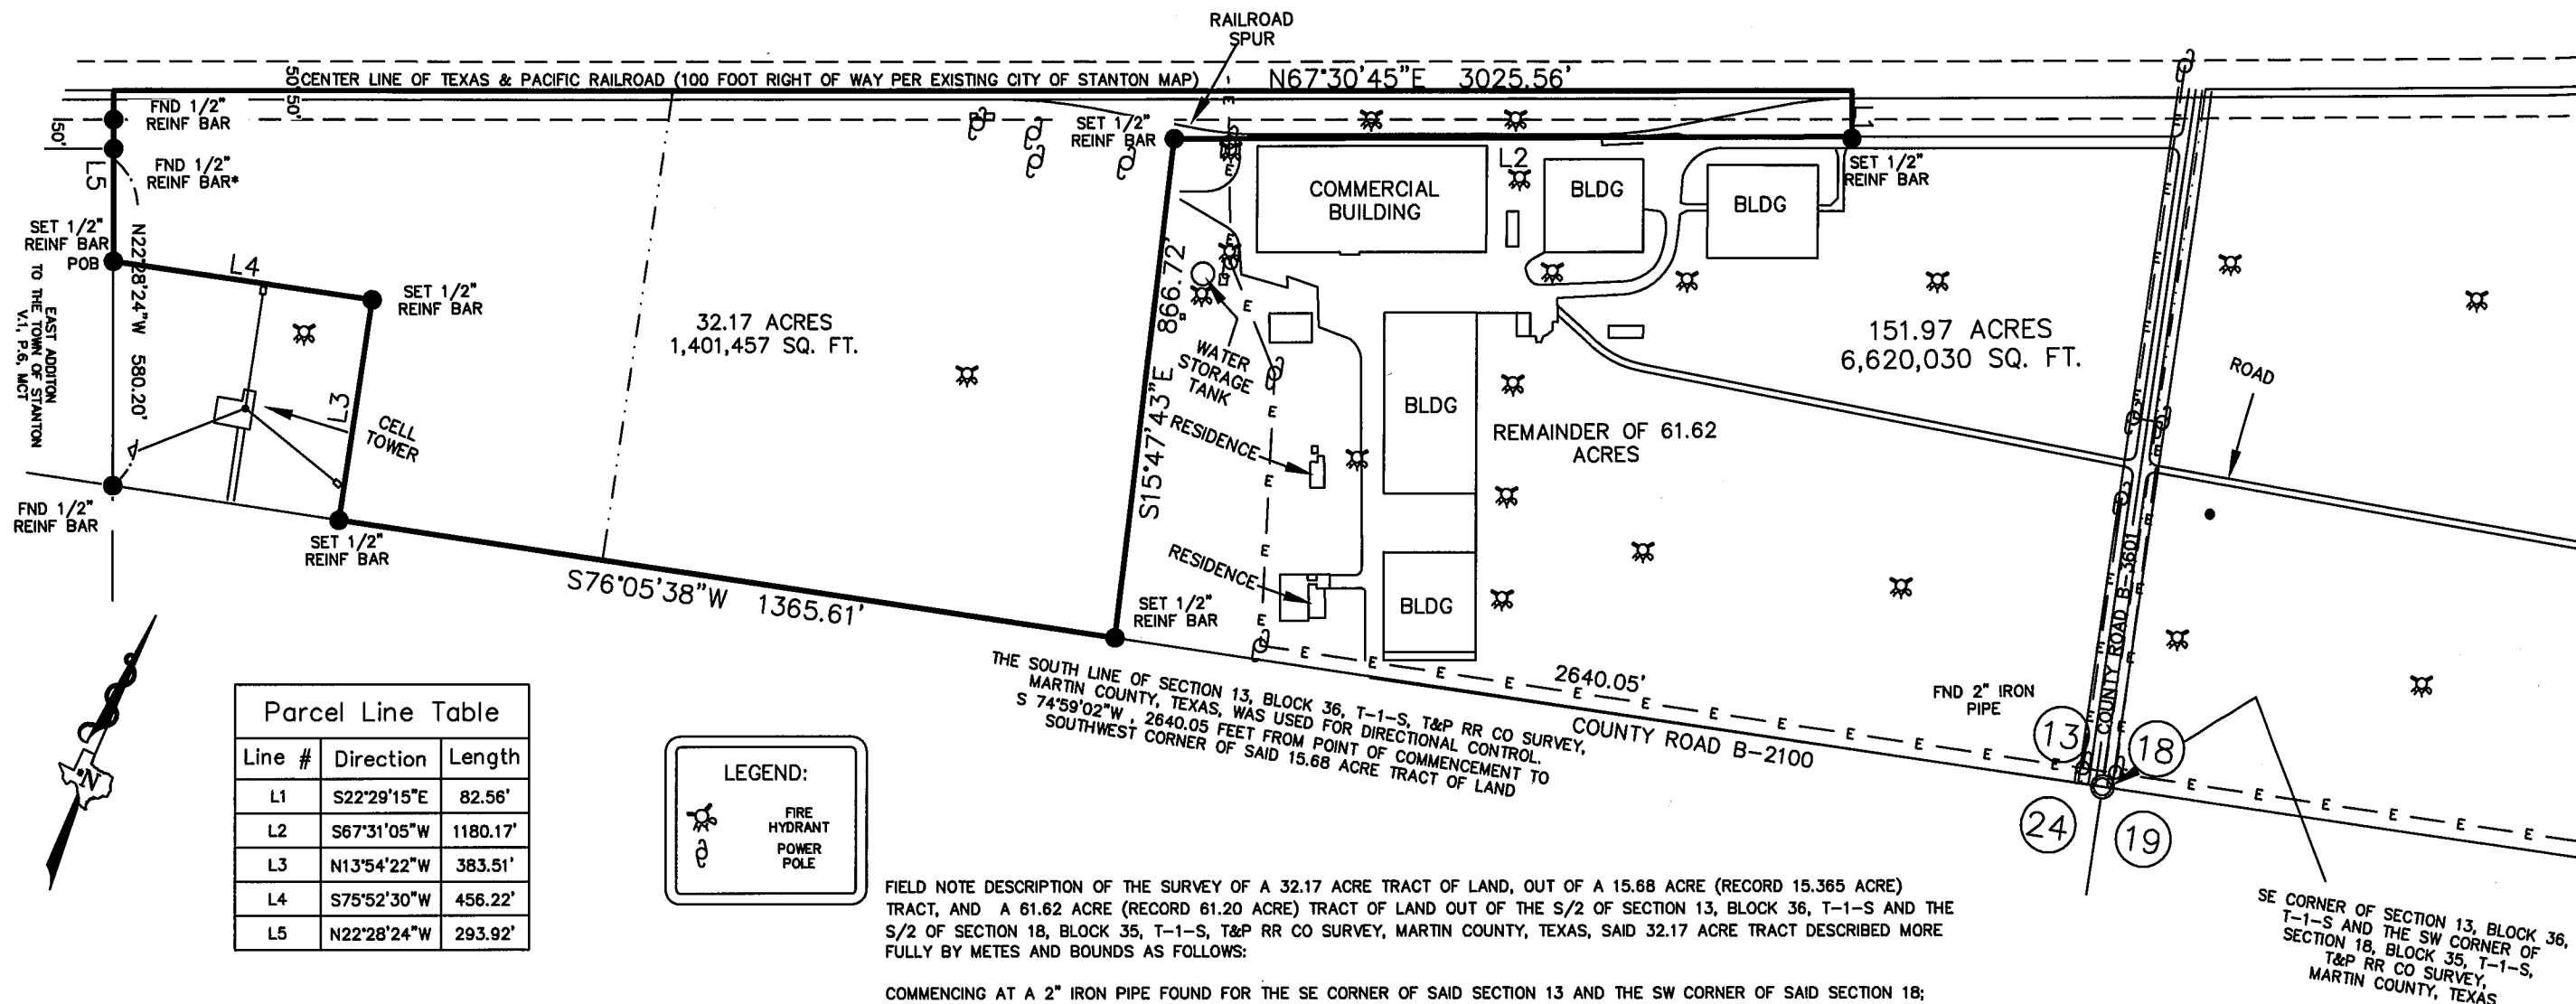 RAILROAD
SPUR
50' CENTER LINE OF TEXAS & PACIFIC RAILROAD (100 FOOT RIGHT OF WAY PER EXISTING CITY OF STANTON MAP)
N67°30'45"E 3025.56'
50'
FND 1/2"
REINF BAR
50'
FND 1/2"
REINF BAR*
L5
SET 1/2"
REINF BAR
POB
N22°28'24"W 580.20'
EAST ADDITON
TO THE TOWN OF STANTON
V.1, P.6, MCT
L4
SET 1/2"
REINF BAR
L3
CELL
TOWER
FND 1/2"
REINF BAR
SET 1/2"
REINF BAR
32.17 ACRES
1,401,457 SQ. FT.
S76°05'38"W 1365.61'
SET 1/2"
REINF BAR
S15°47'43"E 866.72'
SET 1/2"
REINF BAR
L2
L1
SET 1/2"
REINF BAR
COMMERCIAL
BUILDING
BLDG
BLDG
WATER
STORAGE
TANK
RESIDENCE
RESIDENCE
BLDG
BLDG
REMAINDER OF 61.62
ACRES
151.97 ACRES
6,620,030 SQ. FT.
ROAD
COUNTY ROAD B-3601
2640.05'
COUNTY ROAD B-2100
FND 2" IRON
PIPE
13
18
24
19
THE SOUTH LINE OF SECTION 13, BLOCK 36, T-1-S, T&P RR CO SURVEY,
MARTIN COUNTY, TEXAS, WAS USED FOR DIRECTIONAL CONTROL.
S 74°59'02"W , 2640.05 FEET FROM POINT OF COMMENCEMENT TO
SOUTHWEST CORNER OF SAID 15.68 ACRE TRACT OF LAND
SE CORNER OF SECTION 13, BLOCK 36,
T-1-S AND THE SW CORNER OF
SECTION 18, BLOCK 35, T-1-S,
T&P RR CO SURVEY,
MARTIN COUNTY, TEXAS
N
Parcel Line Table
Line # Direction Length
L1 S22°29'15"E 82.56'
L2 S67°31'05"W 1180.17'
L3 N13°54'22"W 383.51'
L4 S75°52'30"W 456.22'
L5 N22°28'24"W 293.92'
LEGEND:
FIRE
HYDRANT
POWER
POLE
FIELD NOTE DESCRIPTION OF THE SURVEY OF A 32.17 ACRE TRACT OF LAND, OUT OF A 15.68 ACRE (RECORD 15.365 ACRE)
TRACT, AND A 61.62 ACRE (RECORD 61.20 ACRE) TRACT OF LAND OUT OF THE S/2 OF SECTION 13, BLOCK 36, T-1-S AND THE
S/2 OF SECTION 18, BLOCK 35, T-1-S, T&P RR CO SURVEY, MARTIN COUNTY, TEXAS, SAID 32.17 ACRE TRACT DESCRIBED MORE
FULLY BY METES AND BOUNDS AS FOLLOWS:
COMMENCING AT A 2" IRON PIPE FOUND FOR THE SE CORNER OF SAID SECTION 13 AND THE SW CORNER OF SAID SECTION 18;